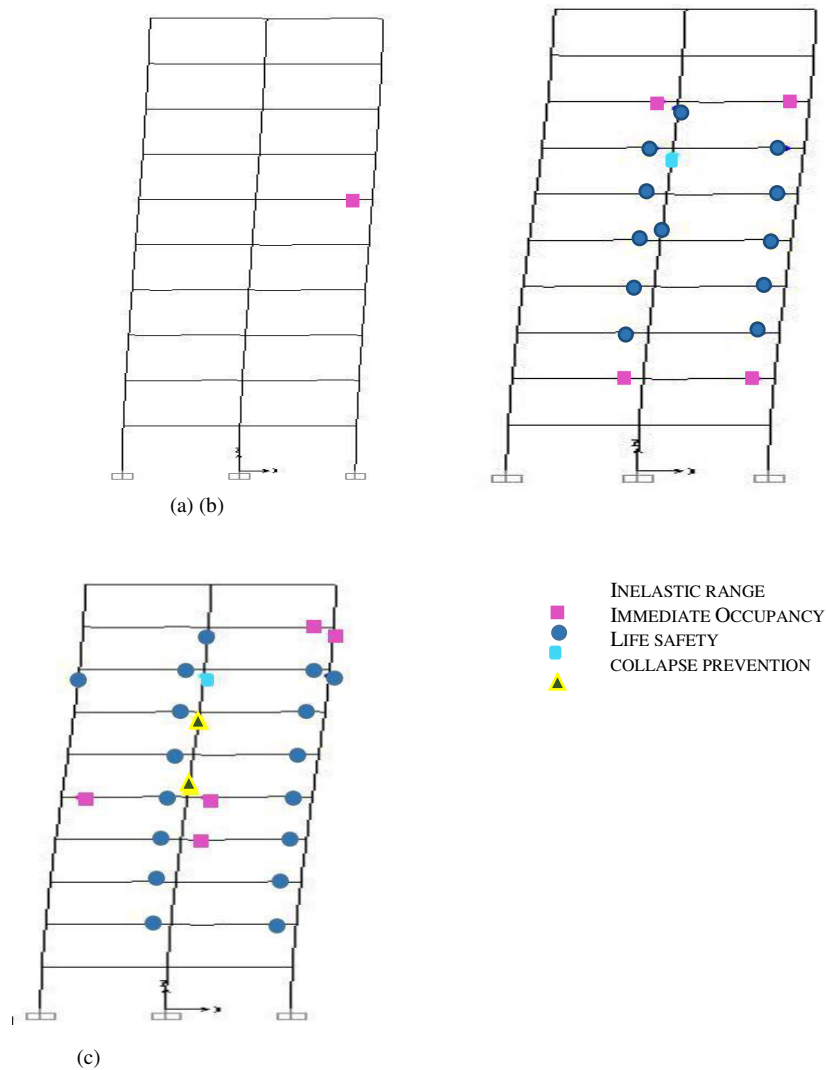 (a) (b)
INELASTIC RANGE
IMMEDIATE OCCUPANCY
LIFE SAFETY
COLLAPSE PREVENTION
(c)